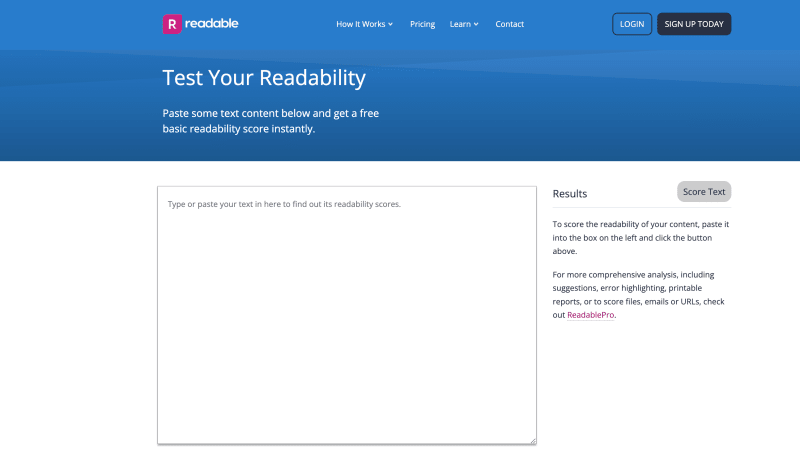 R readable
How It Works
Pricing
Learn
Contact
LOGIN
SIGN UP TODAY
Test Your Readability
Paste some text content below and get a free
basic readability score instantly.
Type or paste your text in here to find out its readability scores.
Results
Score Text
To score the readability of your content, paste it
into the box on the left and click the button
above.
For more comprehensive analysis, including
suggestions, error highlighting, printable
reports, or to score files, emails or URLs, check
out ReadablePro.